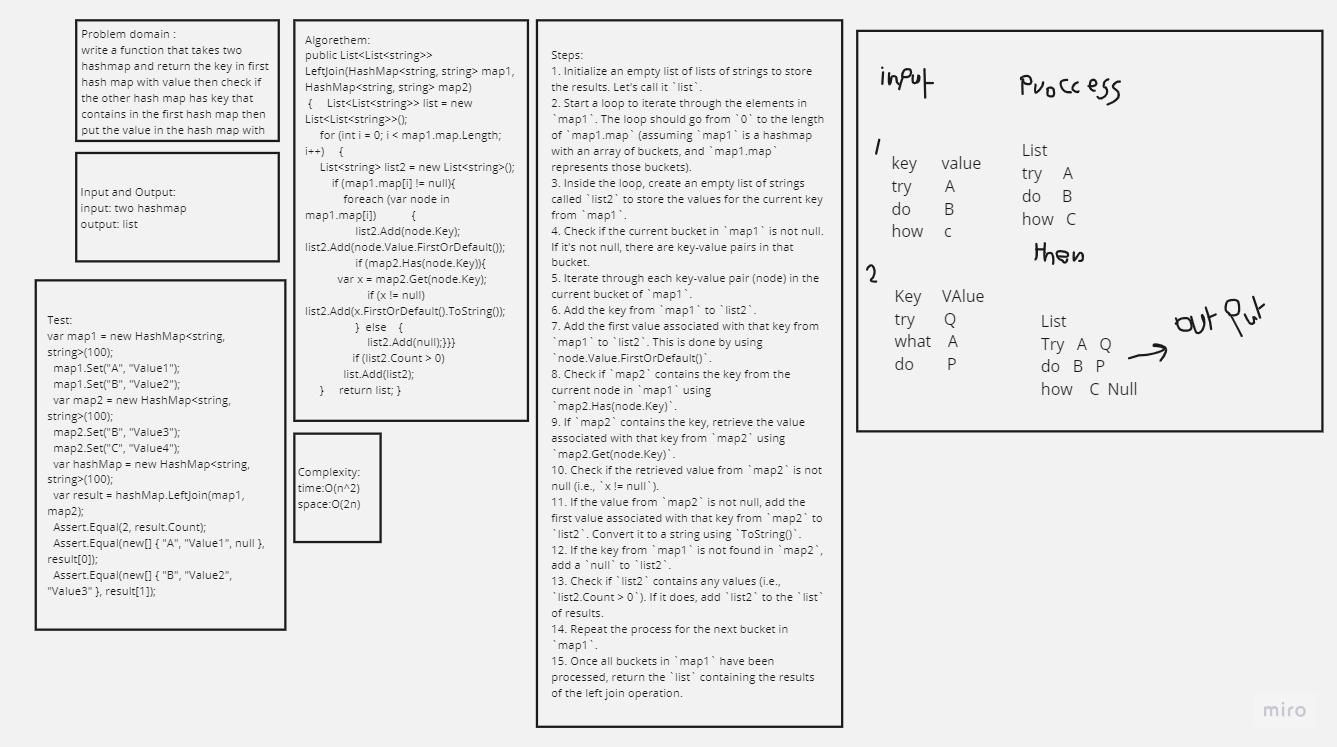 Problem domain :
write a function that takes two
hashmap and return the key in first
hash map with value then check if
the other hash map has key that
contains in the first hash map then
put the value in the hash map with
Input and Output:
input: two hashmap
output: list
Test:
var map1 = new HashMap<string,
string>(100);
map1.Set("A", "Value1");
map1.Set("B", "Value2");
var map2 = new HashMap<string,
string>(100);
map2.Set("B", "Value3");
map2.Set("C", "Value4");
var hashMap = new HashMap<string,
string>(100);
var result = hashMap.LeftJoin(map1,
map2);
Assert.Equal(2, result.Count);
Assert.Equal(new[] { "A", "Value1", null },
result[0]);
Assert.Equal(new[] { "B", "Value2",
"Value3" }, result[1]);
Algorethem:
public List<List<string>>
LeftJoin(HashMap<string, string> map1,
HashMap<string, string> map2)
{ List<List<string>> list = new
List<List<string>>();
for (int i = 0; i < map1.map.Length;
i++) {
List<string> list2 = new List<string>();
if (map1.map[i] != null){
foreach (var node in
map1.map[i]) {
list2.Add(node.Key);
list2.Add(node.Value.FirstOrDefault());
if (map2.Has(node.Key)){
var x = map2.Get(node.Key);
if (x != null)
list2.Add(x.FirstOrDefault().ToString());
} else {
list2.Add(null);}}}
if (list2.Count > 0)
list.Add(list2);
} return list; }
Complexity:
time:O(n^2)
space:O(2n)
Steps:
1. Initialize an empty list of lists of strings to store
the results. Let's call it `list`.
2. Start a loop to iterate through the elements in
`map1`. The loop should go from `0` to the length
of `map1.map` (assuming `map1` is a hashmap
with an array of buckets, and `map1.map`
represents those buckets).
3. Inside the loop, create an empty list of strings
called `list2` to store the values for the current key
from `map1`.
4. Check if the current bucket in `map1` is not null.
If it's not null, there are key-value pairs in that
bucket.
5. Iterate through each key-value pair (node) in the
current bucket of `map1`.
6. Add the key from `map1` to `list2`.
7. Add the first value associated with that key from
`map1` to `list2`. This is done by using
`node.Value.FirstOrDefault()`.
8. Check if `map2` contains the key from the
current node in `map1` using
`map2.Has(node.Key)`.
9. If `map2` contains the key, retrieve the value
associated with that key from `map2` using
`map2.Get(node.Key)`.
10. Check if the retrieved value from `map2` is not
null (i.e., `x != null`).
11. If the value from `map2` is not null, add the
first value associated with that key from `map2` to
`list2`. Convert it to a string using `ToString()`.
12. If the key from `map1` is not found in `map2`,
add a `null` to `list2`.
13. Check if `list2` contains any values (i.e.,
`list2.Count > 0`). If it does, add `list2` to the `list`
of results.
14. Repeat the process for the next bucket in
`map1`.
15. Once all buckets in `map1` have been
processed, return the `list` containing the results
of the left join operation.
input
1
key value
try A
do B
how c
2
Key VAlue
try Q
what A
do P
Proccess
List
try A
do B
how C
then
List
Try A Q
do B P
how C Null
out Put
miro